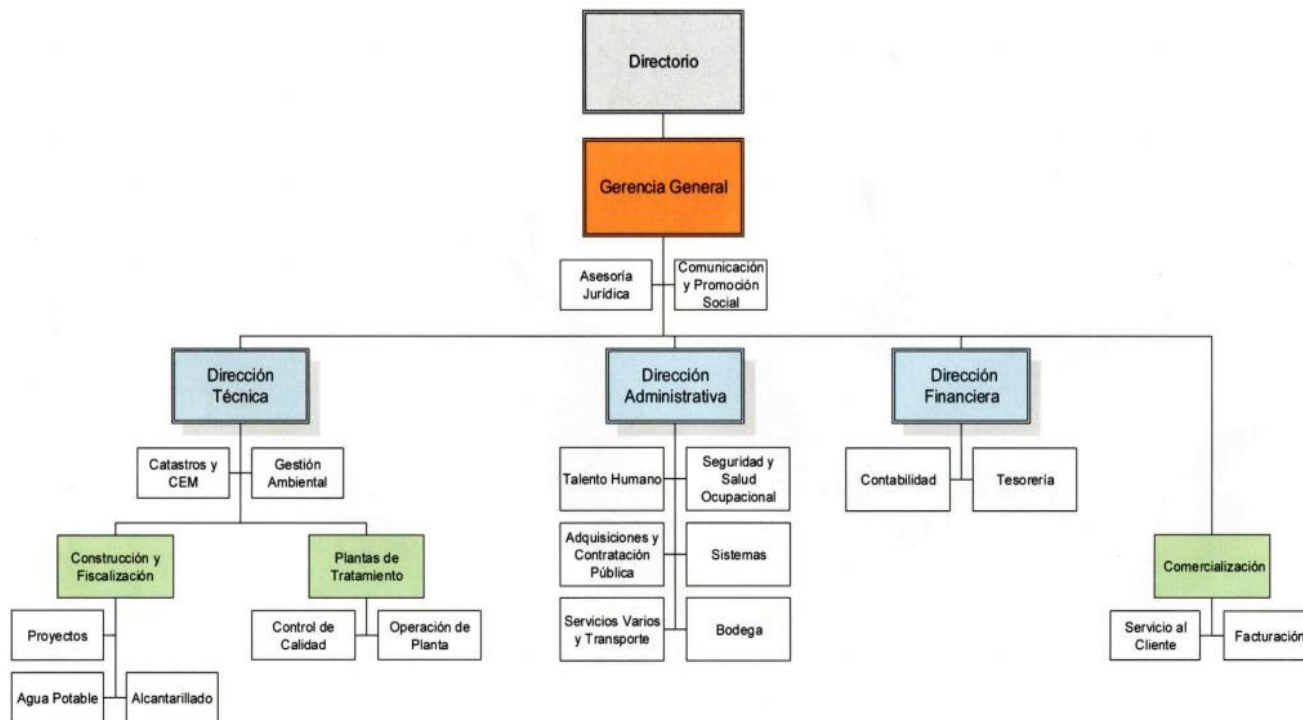 Directorio
Gerencia General
Asesoría
Jurídica
Comunicación
y Promoción
Social
Dirección
Técnica
Dirección
Administrativa
Dirección
Financiera
Catastros y
CEM
Gestión
Ambiental
Talento Humano
Seguridad y
Salud
Ocupacional
Contabilidad
Tesorería
Construcción y
Fiscalización
Plantas de
Tratamiento
Adquisiciones y
Contratación
Pública
Sistemas
Comercialización
Proyectos
Control de
Calidad
Operación de
Planta
Servicios Varios
y Transporte
Bodega
Servicio al
Cliente
Facturación
Agua Potable
Alcantarillado